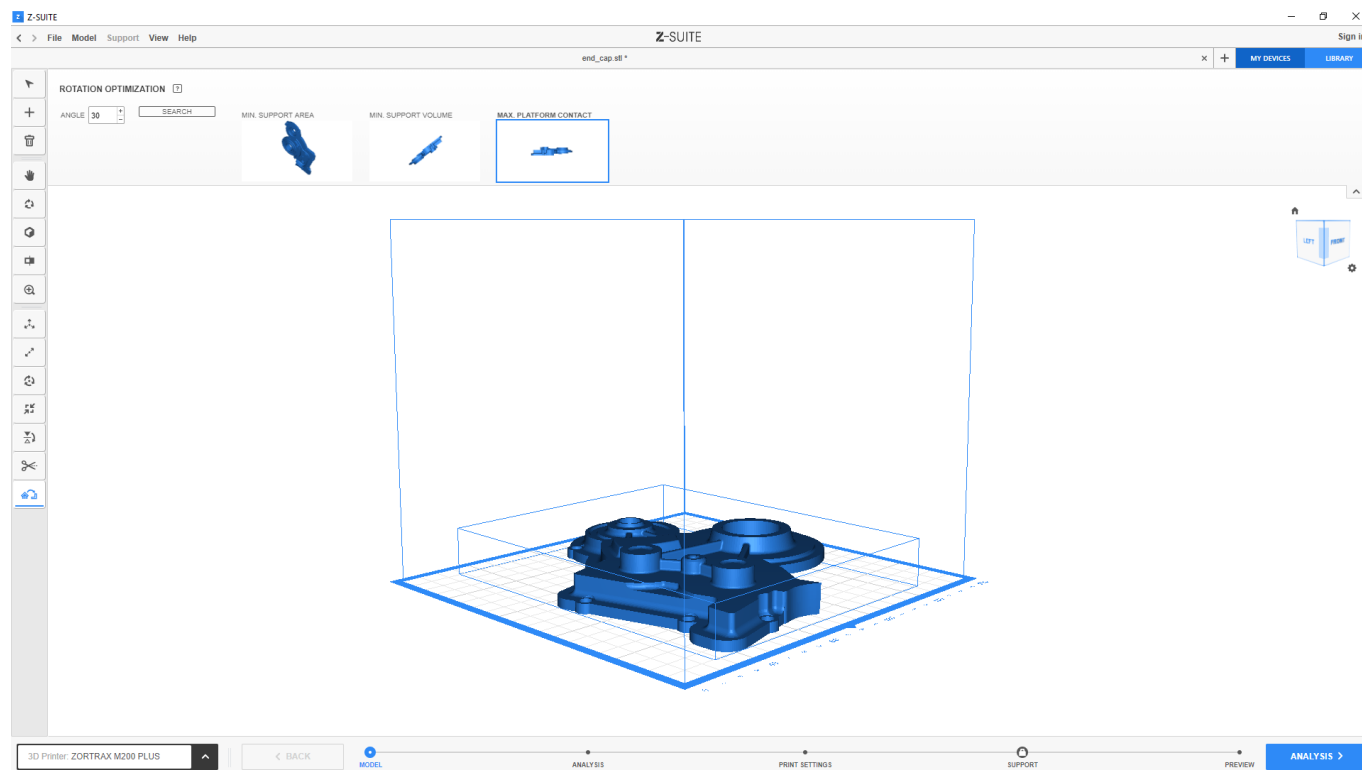 Z-SUITE
File Model Support View Help
Z-SUITE
Sign in
end_cap.stl *
MY DEVICES
LIBRARY
ROTATION OPTIMIZATION ?
ANGLE 30
SEARCH
MIN. SUPPORT AREA
MIN. SUPPORT VOLUME
MAX. PLATFORM CONTACT
LEFT
FRONT
3D Printer: ZORTRAX M200 PLUS
< BACK
MODEL
ANALYSIS
PRINT SETTINGS
SUPPORT
PREVIEW
ANALYSIS >